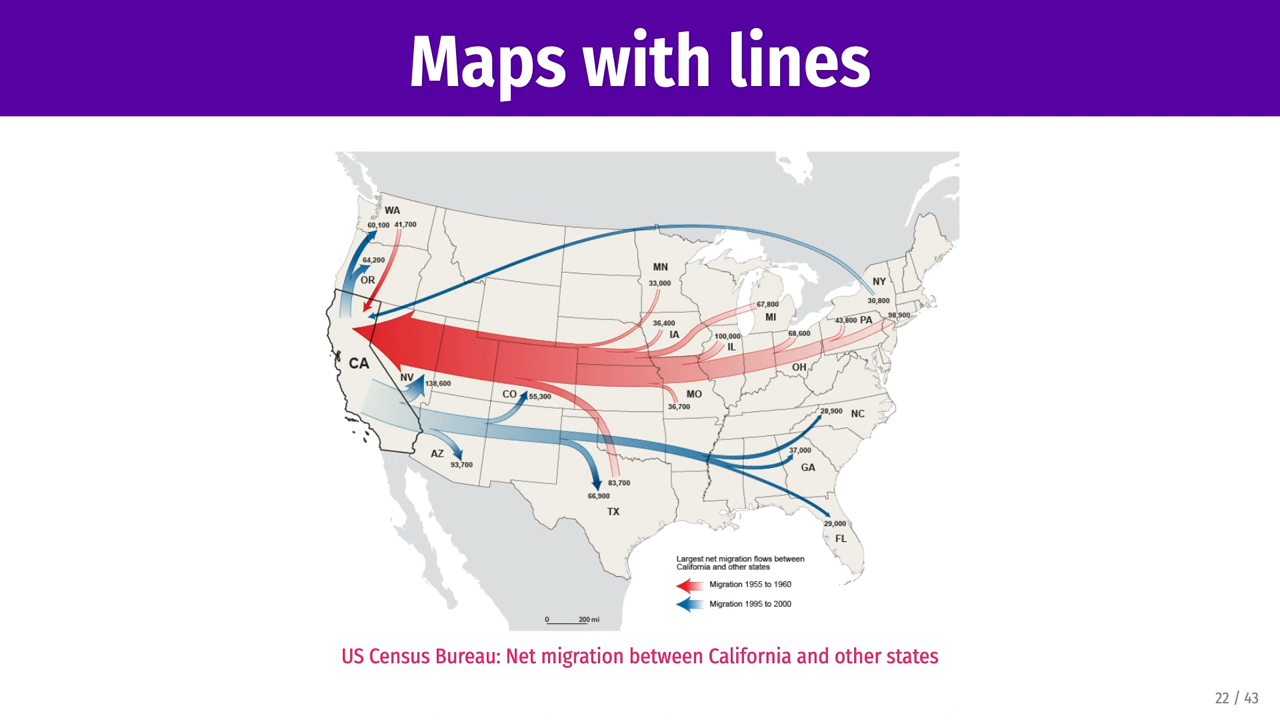 Maps with lines
WA
60,100 41,700
64,200
OR
MN
33,000
NY
30,800
67,800
MI
36,400
IA
43,800 PA 98,900
100,000
IL
68,600
OH
CA
NV
138,600
CO 55,300
MO
36,700
28,900 NC
AZ
93,700
37,000
GA
83,700
66,900
TX
29,000
FL
Largest net migration flows between
California and other states
Migration 1955 to 1960
Migration 1995 to 2000
0 200 mi
US Census Bureau: Net migration between California and other states
22 / 43